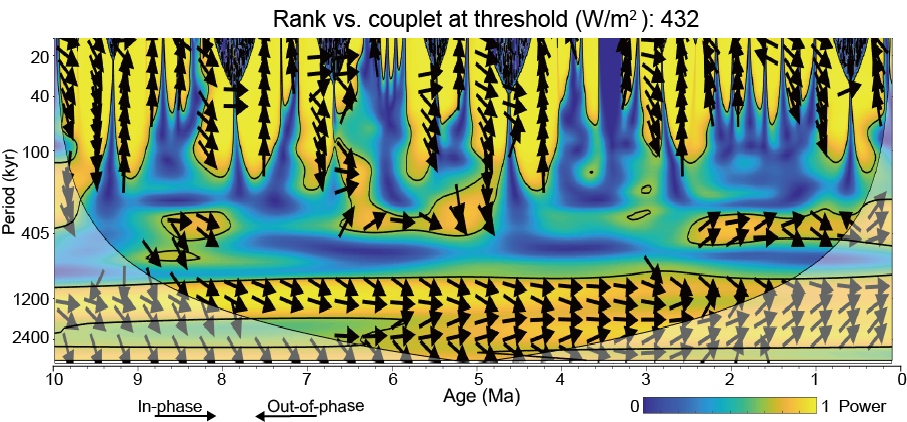 Rank vs. couplet at threshold (W/m²): 432
Period (kyr)
20
40
100
405
1200
2400
10 9 8 7 6 5 4 3 2 1 0
Age (Ma)
In-phase Out-of-phase
0 1 Power